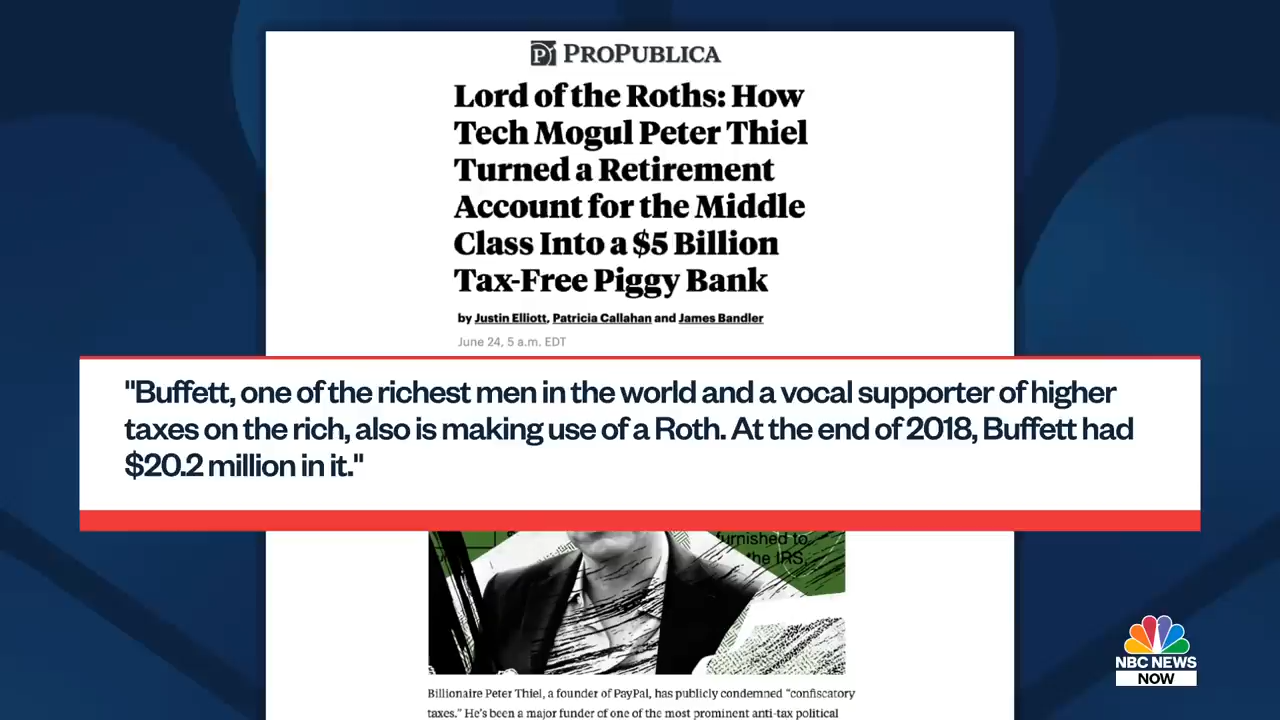 PROPUBLICA
Lord of the Roths: How
Tech Mogul Peter Thiel
Turned a Retirement
Account for the Middle
Class Into a $5 Billion
Tax-Free Piggy Bank
by Justin Elliott, Patricia Callahan and James Bandler
June 24, 5 a.m. EDT
"Buffett, one of the richest men in the world and a vocal supporter of higher
taxes on the rich, also is making use of a Roth. At the end of 2018, Buffett had
$20.2 million in it."
furnished to
the IRS.
Billionaire Peter Thiel, a founder of PayPal, has publicly condemned “confiscatory
taxes.” He’s been a major funder of one of the most prominent anti-tax political
NBC NEWS
NOW